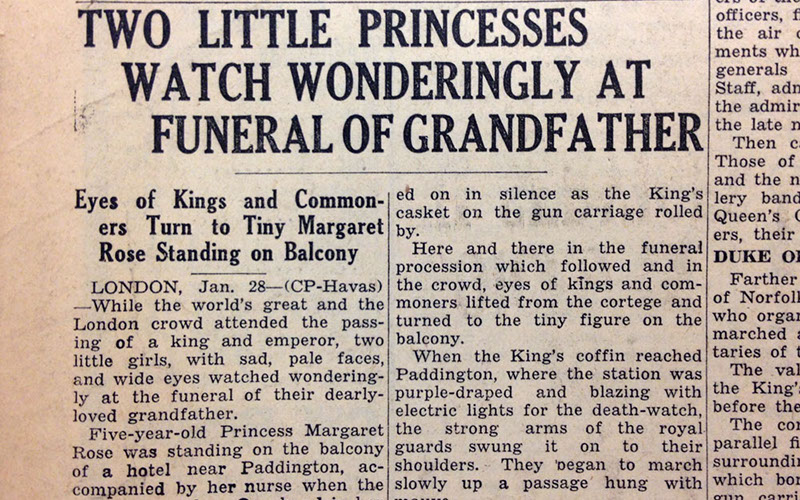 TWO LITTLE PRINCESSES
WATCH WONDERINGLY AT
FUNERAL OF GRANDFATHER
Eyes of Kings and Common-
ers Turn to Tiny Margaret
Rose Standing on Balcony
LONDON, Jan. 28—(CP-Havas)
—While the world's great and the
London crowd attended the pass-
ing of a king and emperor, two
little girls, with sad, pale faces,
and wide eyes watched wondering-
ly at the funeral of their dearly-
loved grandfather.
Five-year-old Princess Margaret
Rose was standing on the balcony
of a hotel near Paddington, ac-
companied by her nurse when the
ed on in silence as the King's
casket on the gun carriage rolled
by.
Here and there in the funeral
procession which followed and in
the crowd, eyes of kings and com-
moners lifted from the cortege and
turned to the tiny figure on the
balcony.
When the King's coffin reached
Paddington, where the station was
purple-draped and blazing with
electric lights for the death-watch,
the strong arms of the royal
guards swung it on to their
shoulders. They began to march
slowly up a passage hung with
officers, f
the air
ments wh
generals
Staff, adm
the admir
the late n
Then c
Those of
and the n
lery band
Queen's
ers, their
DUKE O
Farther
of Norfol
who organ
marched a
taries of t
The val
the King'
before the
The co
parallel fi
surroundin
which bor
gun carri